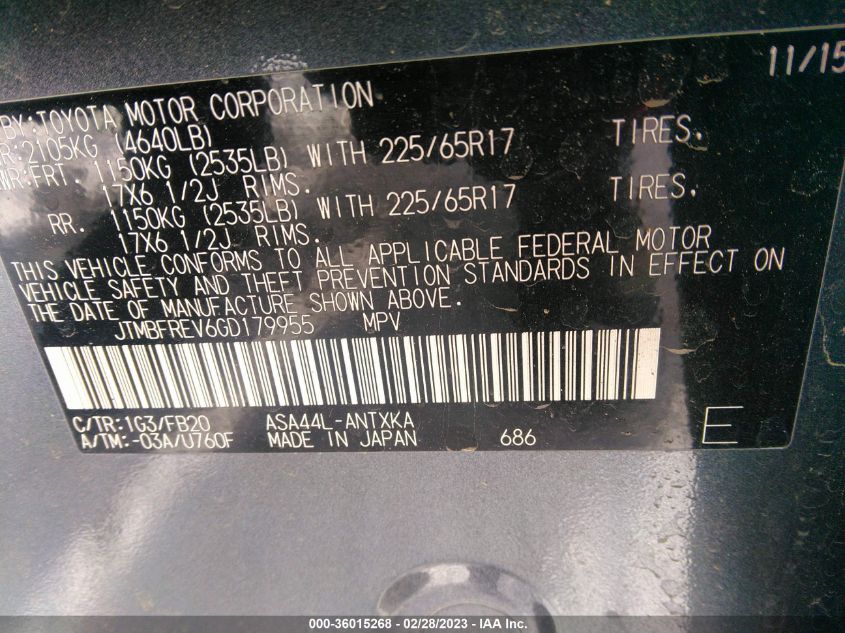 11/15
BY:TOYOTA MOTOR CORPORATION
R:2105KG (4640LB)
WR:FRT. 1150KG (2535LB) WITH 225/65R17 TIRES.
17X6 1/2J RIMS.
RR. 1150KG (2535LB) WITH 225/65R17 TIRES.
17X6 1/2J RIMS.
THIS VEHICLE CONFORMS TO ALL APPLICABLE FEDERAL MOTOR
VEHICLE SAFETY AND THEFT PREVENTION STANDARDS IN EFFECT ON
THE DATE OF MANUFACTURE SHOWN ABOVE.
JTMBFREV6GD179955 MPV
C/TR:1G3/FB20 ASA44L-ANTXKA
A/TM:-03A/U760F MADE IN JAPAN 686 E
000-36015268 - 02/28/2023 - IAA Inc.